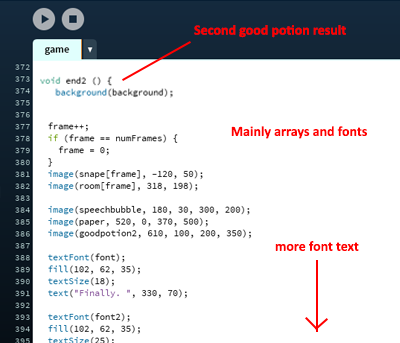 Second good potion result
game
372
373 void end2 () {
374 background(background);
375
376
377 frame++;
378 if (frame == numFrames) {
379 frame = 0;
380 }
381 image(snape[frame], -120, 50);
382 image(room[frame], 318, 198);
383
384 image(speechbubble, 180, 30, 300, 200);
385 image(paper, 520, 0, 370, 500);
386 image(goodpotion2, 610, 100, 200, 350);
387
388 textFont(font);
389 fill(102, 62, 35);
390 textSize(18);
391 text("Finally. ", 330, 70);
392
393 textFont(font2);
394 fill(102, 62, 35);
395 textSize(25);
Mainly arrays and fonts
more font text